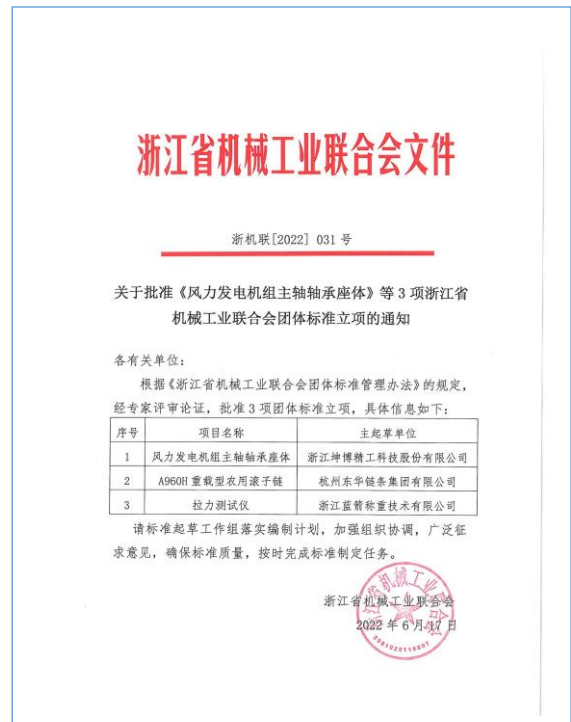 浙江省机械工业联合会文件
浙机联[2022] 031 号
关于批准《风力发电机组主轴轴承座体》等 3 项浙江省
机械工业联合会团体标准立项的通知
各有关单位：
根据《浙江省机械工业联合会团体标准管理办法》的规定，
经专家评审论证，批准 3 项团体标准立项，具体信息如下：
序号 项目名称 主起草单位
1 风力发电机组主轴轴承座体 浙江坤博精工科技股份有限公司
2 A960H 重载型农用滚子链 杭州东华链条集团有限公司
3 拉力测试仪 浙江蓝箭称重技术有限公司
请标准起草工作组落实编制计划，加强组织协调，广泛征
求意见，确保标准质量，按时完成标准制定任务。
浙江省机械工业联合会
2022 年 6 月 17 日
浙江省机械工业联合会